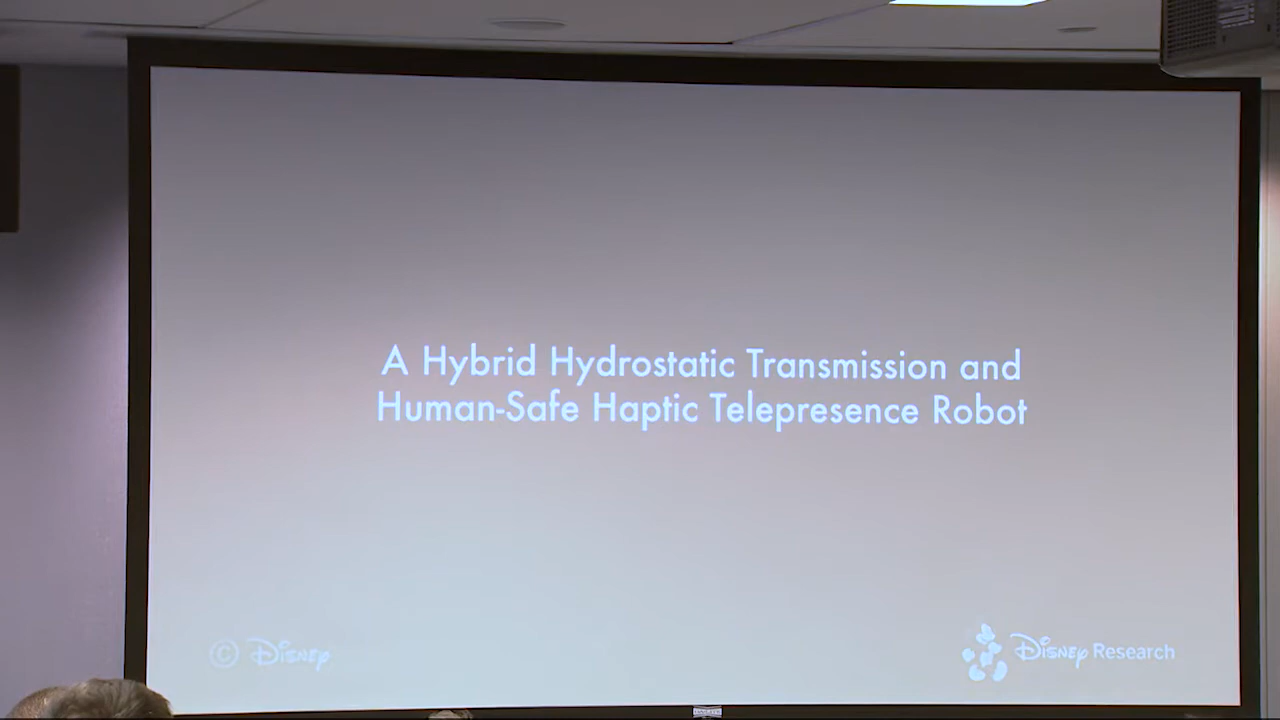 A Hybrid Hydrostatic Transmission and
Human-Safe Haptic Telepresence Robot
© Disney
Disney Research